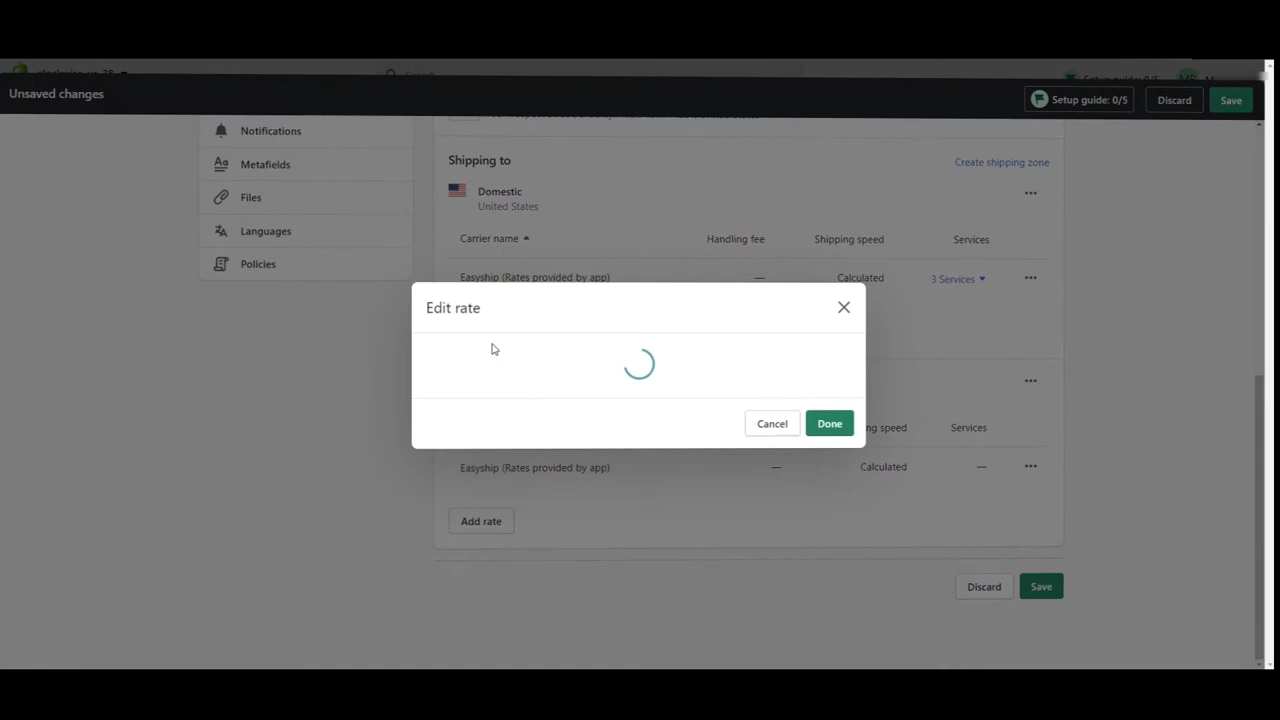 Unsaved changes
Setup guide: 0/5
Discard
Save
Notifications
Metafields
Files
Languages
Policies
Shipping to
Create shipping zone
Domestic
United States
Carrier name
Handling fee
Shipping speed
Services
Easyship (Rates provided by app)
—
Calculated
3 Services
Edit rate
Cancel
Done
speed
Services
Easyship (Rates provided by app)
—
Calculated
—
Add rate
Discard
Save